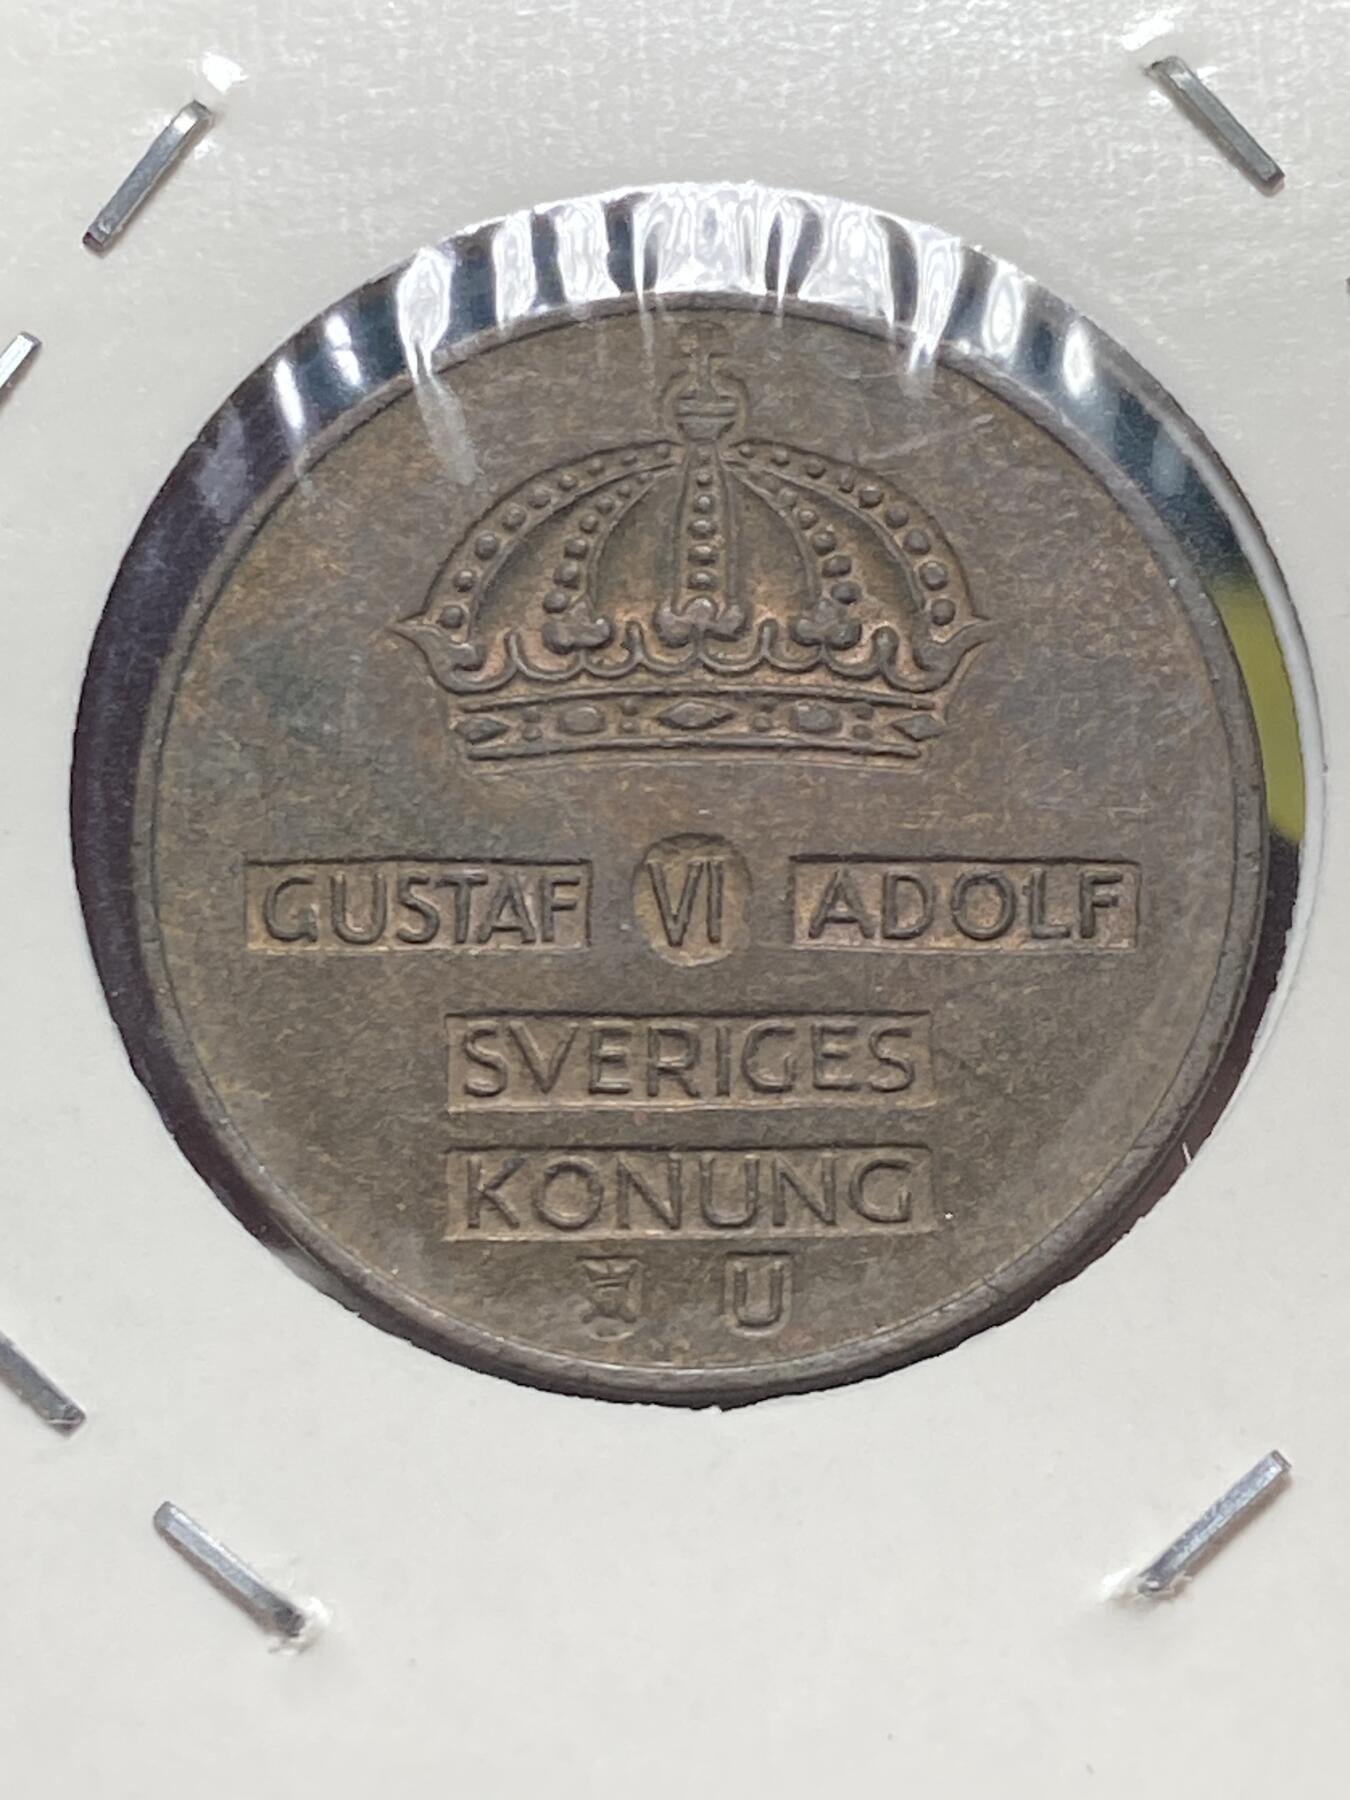 GUSTAF VI ADOLF
SVERIGES
KONUNG
U